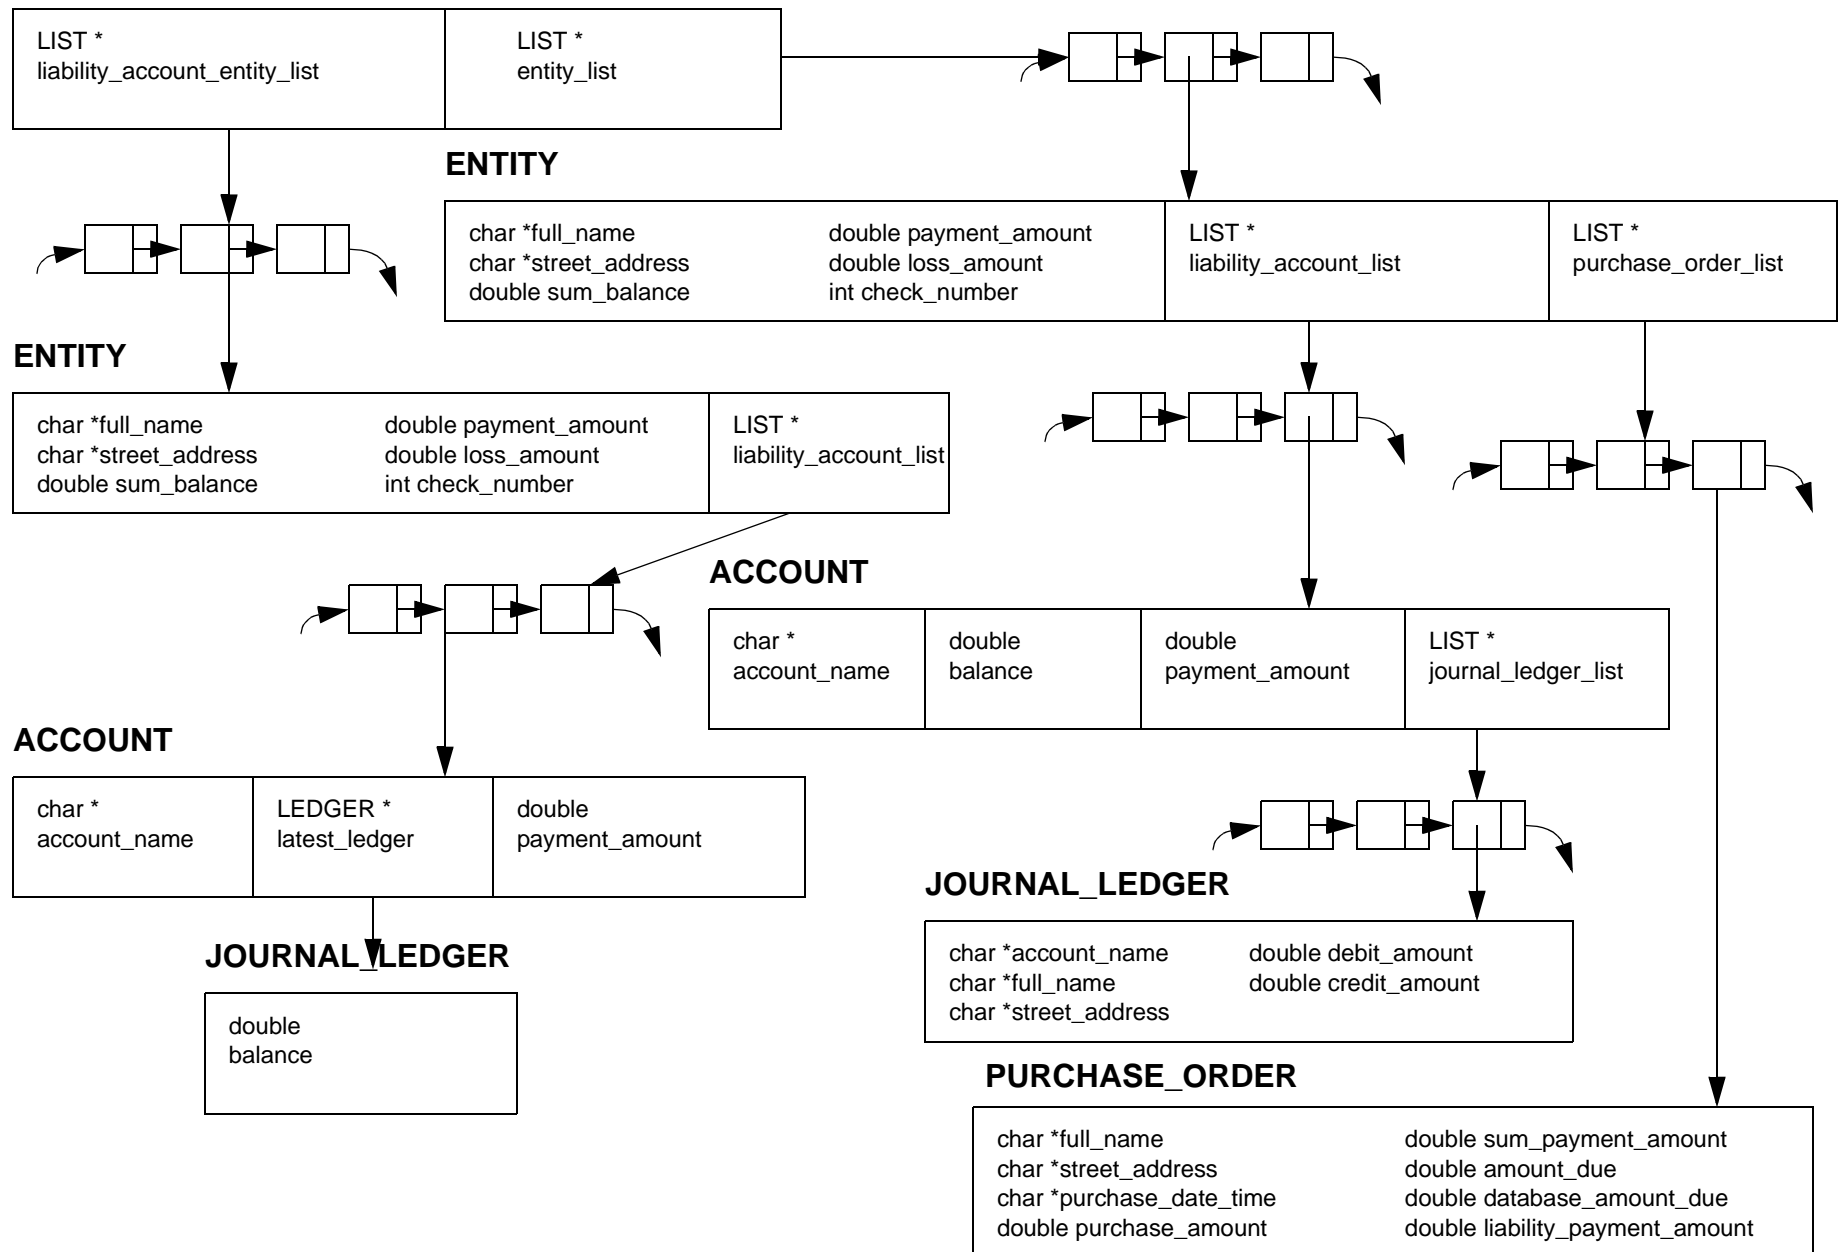 LIST *
liability_account_entity_list
LIST *
entity_list
ENTITY
char *full_name
char *street_address
double sum_balance
double payment_amount
double loss_amount
int check_number
LIST *
liability_account_list
LIST *
purchase_order_list
ENTITY
char *full_name
char *street_address
double sum_balance
double payment_amount
double loss_amount
int check_number
LIST *
liability_account_list
ACCOUNT
char *
account_name
double
balance
double
payment_amount
LIST *
journal_ledger_list
ACCOUNT
char *
account_name
LEDGER *
latest_ledger
double
payment_amount
JOURNAL_LEDGER
char *account_name
char *full_name
char *street_address
double debit_amount
double credit_amount
JOURNAL_LEDGER
double
balance
PURCHASE_ORDER
char *full_name
char *street_address
char *purchase_date_time
double purchase_amount
double sum_payment_amount
double amount_due
double database_amount_due
double liability_payment_amount